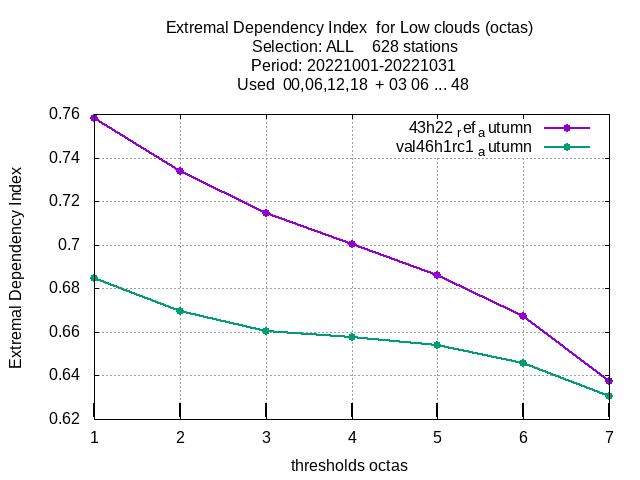 Extremal Dependency Index  for Low clouds (octas)
Selection: ALL    628 stations
Period: 20221001-20221031
Used  00,06,12,18  + 03 06 ... 48
43h22 ref autumn
val46h1rc1 autumn
Extremal Dependency Index
0.76
0.74
0.72
0.7
0.68
0.66
0.64
0.62
1 2 3 4 5 6 7
thresholds octas